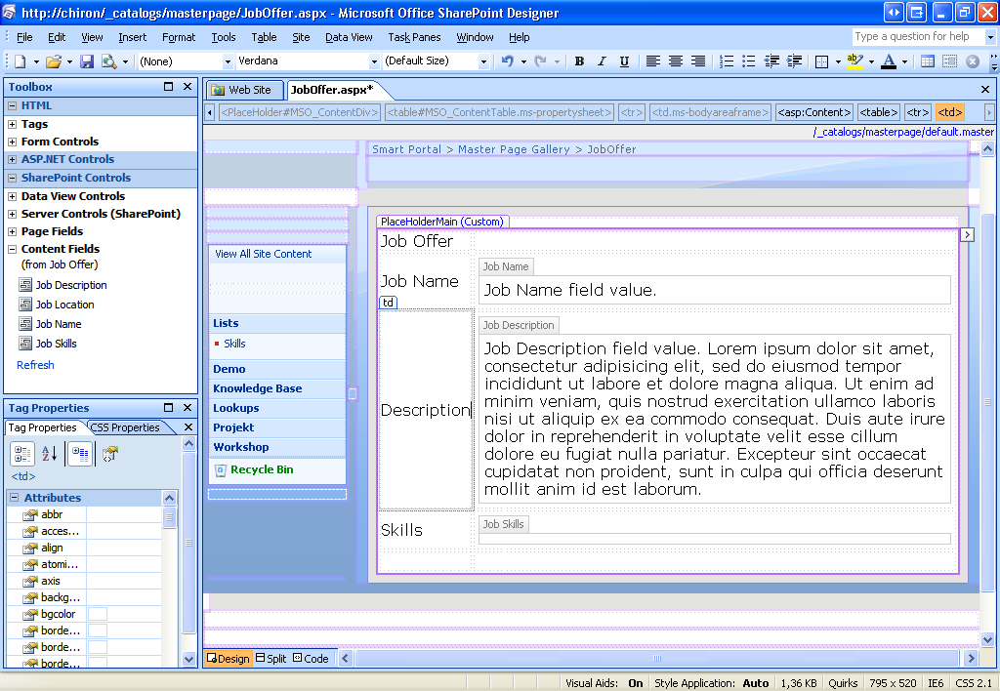 http://chiron/_catalogs/masterpage/JobOffer.aspx - Microsoft Office SharePoint Designer
File Edit View Insert Format Tools Table Site Data View Task Panes Window Help
Type a question for help
(None) Verdana (Default Size) B I U A
Toolbox
HTML
Tags
Form Controls
ASP.NET Controls
SharePoint Controls
Data View Controls
Server Controls (SharePoint)
Page Fields
Content Fields
(from Job Offer)
Job Description
Job Location
Job Name
Job Skills
Refresh
Tag Properties
Tag Properties CSS Properties
<td>
Attributes
abbr
acces...
align
atomi...
axis
backg...
bgcolor
borde...
borde...
borde...
Web Site JobOffer.aspx*
<PlaceHolder#MSO_ContentDiv> <table#MSO_ContentTable.ms-propertysheet> <tr> <td.ms-bodyareaframe> <asp:Content> <table> <tr> <td>
/_catalogs/masterpage/default.master
Smart Portal > Master Page Gallery > JobOffer
View All Site Content
Lists
Skills
Demo
Knowledge Base
Lookups
Projekt
Workshop
Recycle Bin
PlaceHolderMain (Custom)
Job Offer
Job Name
Job Name
Job Name field value.
td
Job Description
Description
Job Description field value. Lorem ipsum dolor sit amet,
consectetur adipisicing elit, sed do eiusmod tempor
incididunt ut labore et dolore magna aliqua. Ut enim ad
minim veniam, quis nostrud exercitation ullamco laboris
nisi ut aliquip ex ea commodo consequat. Duis aute irure
dolor in reprehenderit in voluptate velit esse cillum
dolore eu fugiat nulla pariatur. Excepteur sint occaecat
cupidatat non proident, sunt in culpa qui officia deserunt
mollit anim id est laborum.
Skills
Job Skills
Design Split Code
Visual Aids: On Style Application: Auto 1,36 KB Quirks 795 x 520 IE6 CSS 2.1